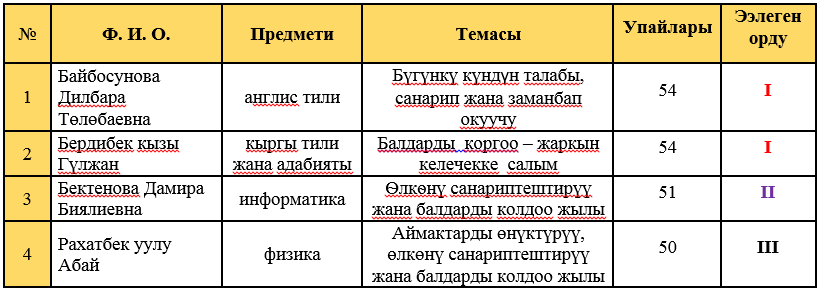 № Ф. И. О. Предмети Темасы Упайлары Ээлеген орду
1 Байбосунова Дилбара Төлөбаевна англис тили Бүгүнкү күндүн талабы, санарип жана заманбап окуучу 54 I
2 Бердибек кызы Гүлжан кыргы тили жана адабияты Балдарды коргоо – жаркын келечекке салым 54 I
3 Бектенова Дамира Биялиевна информатика Өлкөнү санариптештирүү жана балдарды колдоо жылы 51 II
4 Рахатбек уулу Абай физика Аймактарды өнүктүрүү, өлкөнү санариптештирүү жана балдарды колдоо жылы 50 III